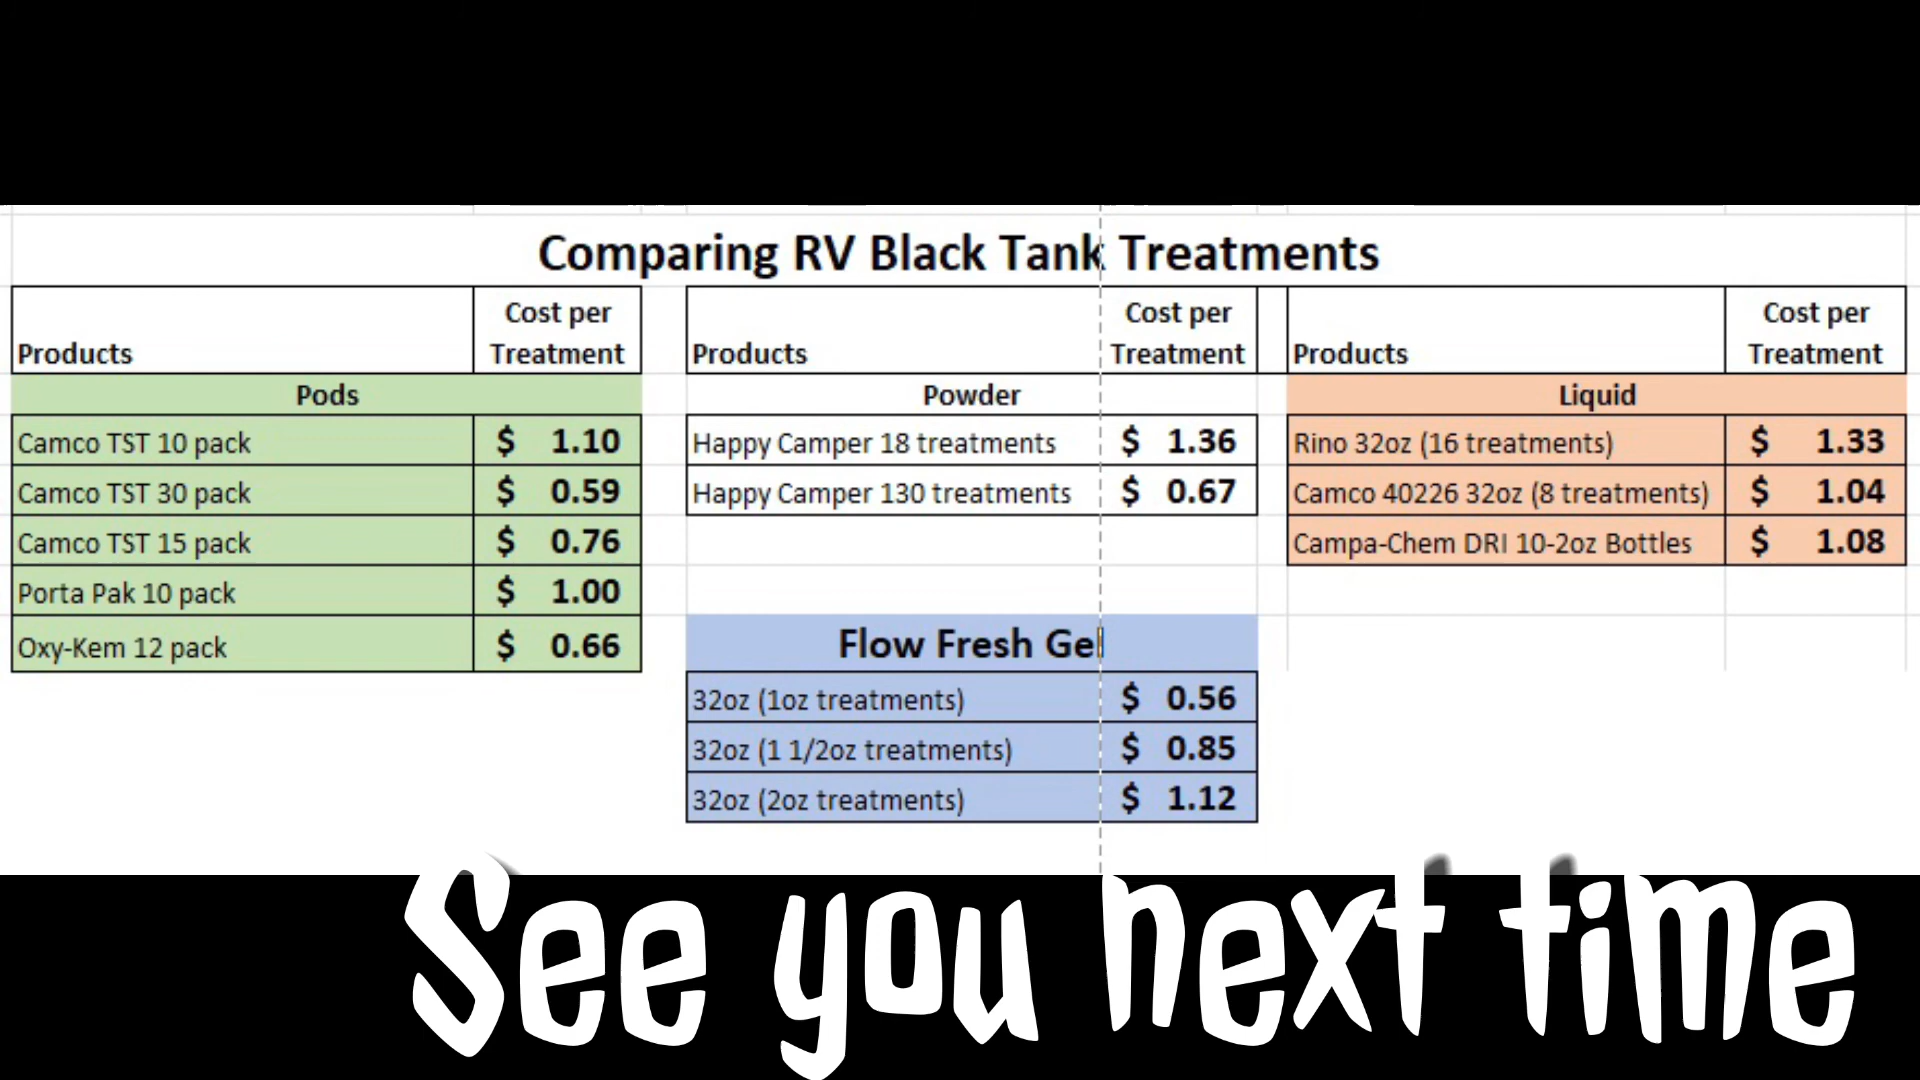 Comparing RV Black Tank Treatments
Products Cost per Treatment Products Cost per Treatment Products Cost per Treatment
Pods Powder Liquid
Camco TST 10 pack $ 1.10 Happy Camper 18 treatments $ 1.36 Rino 32oz (16 treatments) $ 1.33
Camco TST 30 pack $ 0.59 Happy Camper 130 treatments $ 0.67 Camco 40226 32oz (8 treatments) $ 1.04
Camco TST 15 pack $ 0.76 Campa-Chem DRI 10-2oz Bottles $ 1.08
Porta Pak 10 pack $ 1.00
Oxy-Kem 12 pack $ 0.66 Flow Fresh Gel
32oz (1oz treatments) $ 0.56
32oz (1 1/2oz treatments) $ 0.85
32oz (2oz treatments) $ 1.12
See you next time